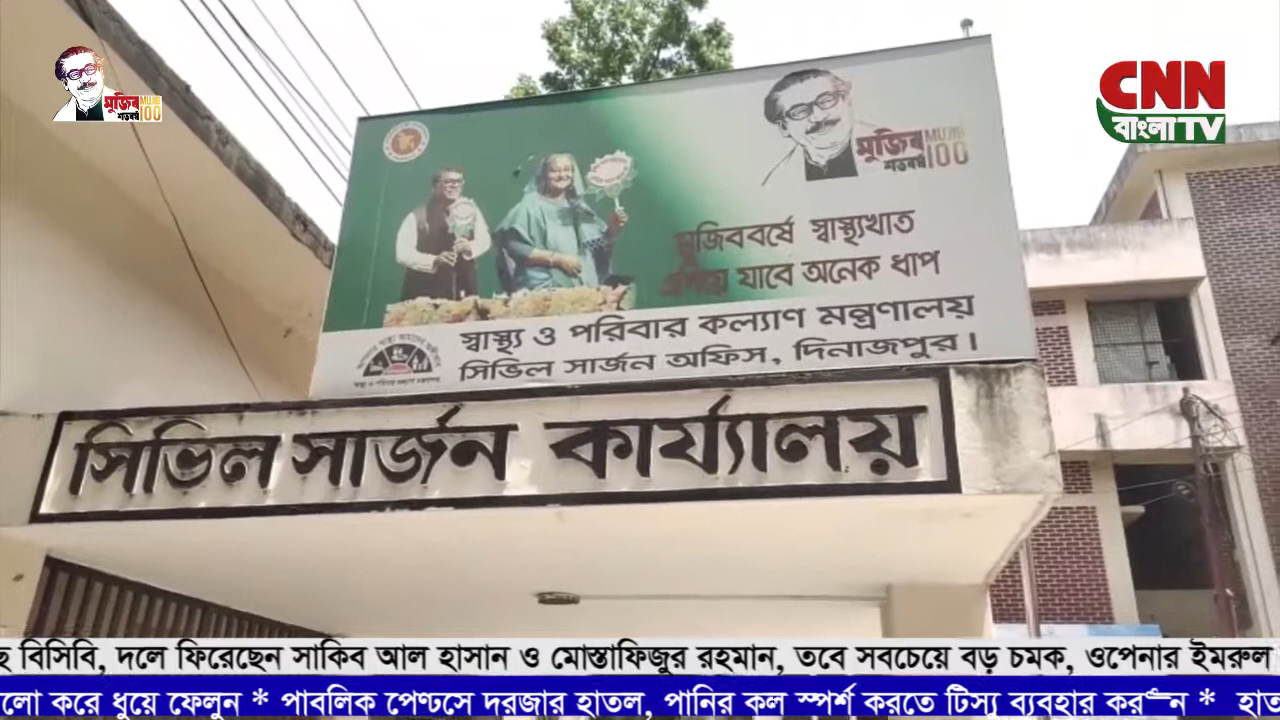 মুজিব MUJIB
শতবর্ষ 100
CNN
বাংলা TV
মুজিব MUJIB
শতবর্ষ 100
মুজিববর্ষে স্বাস্থ্যখাত
এগিয়ে যাবে অনেক ধাপ
স্বাস্থ্য ও পরিবার কল্যাণ মন্ত্রণালয়
সিভিল সার্জন অফিস, দিনাজপুর।
সিভিল সার্জন কার্য্যালয়
বিসিবি, দলে ফিরেছেন সাকিব আল হাসান ও মোস্তাফিজুর রহমান, তবে সবচেয়ে বড় চমক, ওপেনার ইমরুল
লো করে ধুয়ে ফেলুন * পাবলিক পেণ্টসে দরজার হাতল, পানির কল স্পর্শ করতে টিস্যু ব্যবহার করুন * হাত